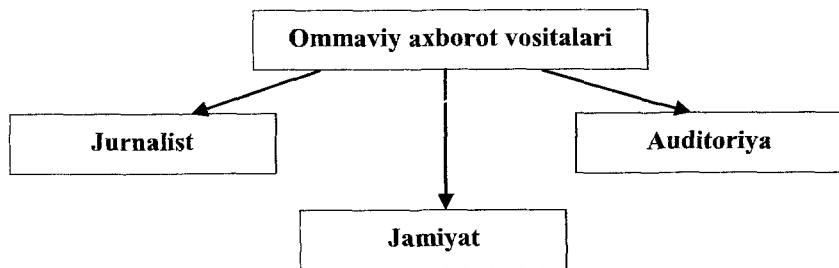 Ommaviy axborot vositalari
Jurnalist
Auditoriya
Jamiyat